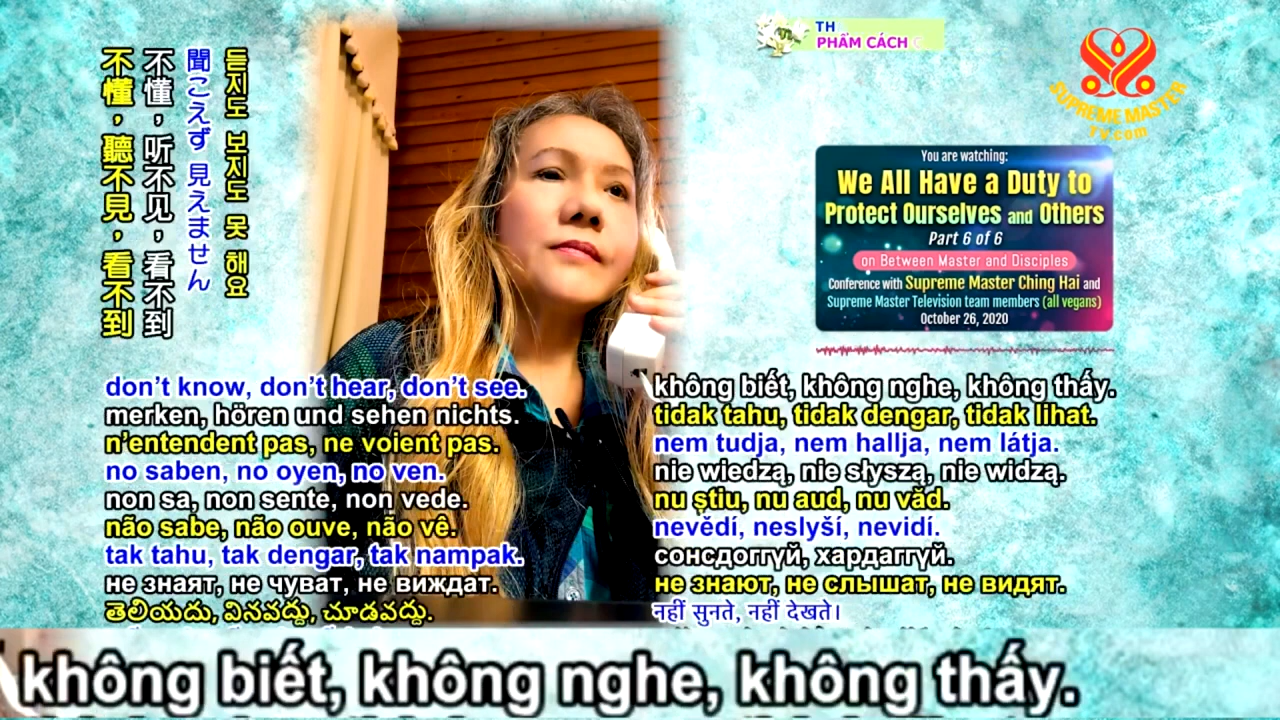 不懂，聽不見，看不到
不懂，听不见，看不到
聞こえず 見えません
듣지도 보지도 못 해요
TH
PHẨM CÁCH
SUPREME MASTER
TV.com
You are watching:
We All Have a Duty to
Protect Ourselves and Others
Part 6 of 6
on Between Master and Disciples
Conference with Supreme Master Ching Hai and
Supreme Master Television team members (all vegans)
October 26, 2020
don't know, don't hear, don't see.
merken, hören und sehen nichts.
n'entendent pas, ne voient pas.
no saben, no oyen, no ven.
non sa, non sente, non vede.
não sabe, não ouve, não vê.
tak tahu, tak dengar, tak nampak.
не знаят, не чуват, не виждат.
తెలియదు, వినవద్దు, చూడవద్దు.
không biết, không nghe, không thấy.
tidak tahu, tidak dengar, tidak lihat.
nem tudja, nem hallja, nem látja.
nie wiedzą, nie słyszą, nie widzą.
nu știu, nu aud, nu văd.
nevědí, neslyší, nevidí.
сонсдоггүй, хардаггүй.
не знают, не слышат, не видят.
नहीं सुनते, नहीं देखते।
không biết, không nghe, không thấy.